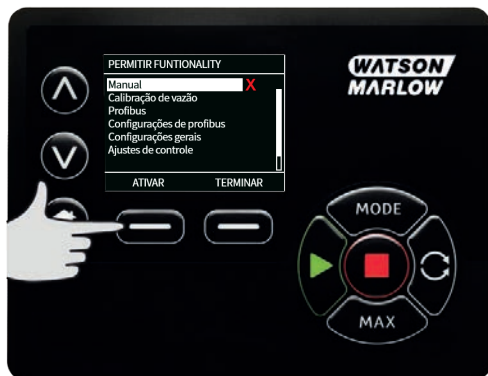 PERMITIR FUNTIONALITY
Manual X
Calibração de vazão
Profibus
Configurações de profibus
Configurações gerais
Ajustes de controle
ATIVAR TERMINAR
WATSON
MARLOW
MODE
MAX